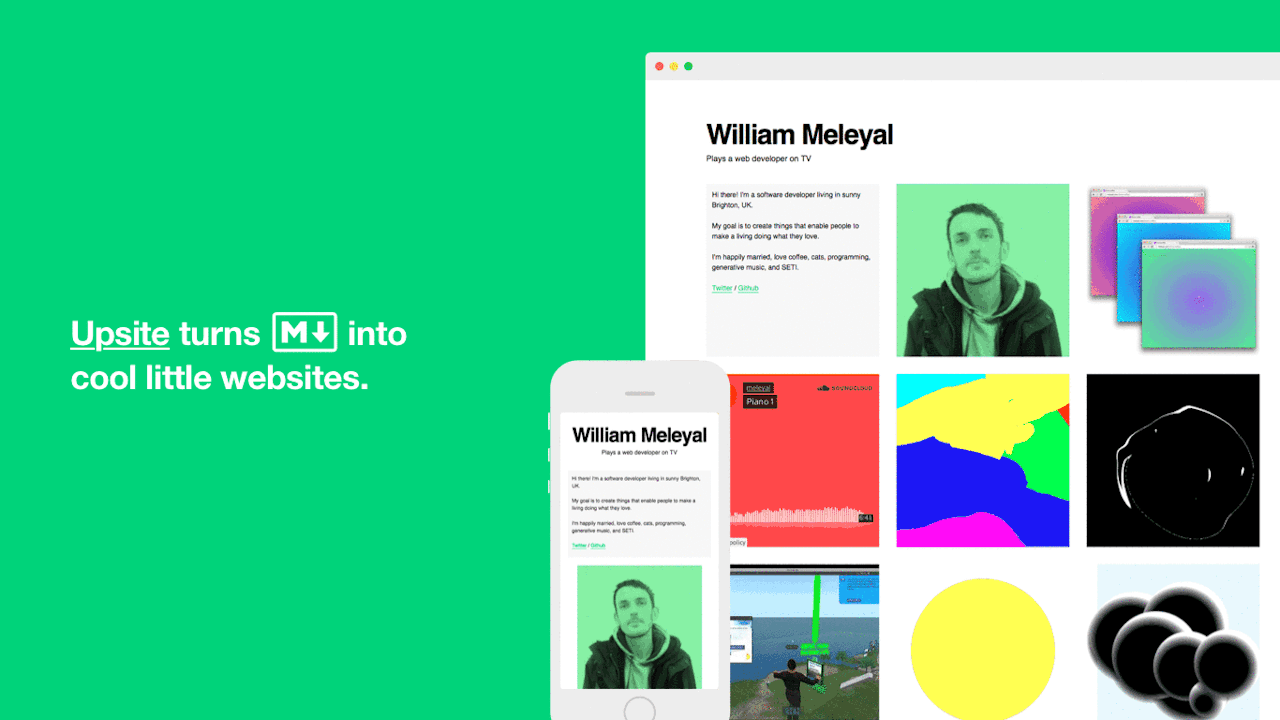 Upsite turns M into
cool little websites.
William Meleyal
Plays a web developer on TV
Hi there! I'm a software developer living in sunny
Brighton, UK.
My goal is to create things that enable people to
make a living doing what they love.
I'm happily married, love coffee, cats, programming,
generative music, and SETI.
Twitter / Github
meleyal
Piano 1
SOUNDCLOUD
policy
William Meleyal
Plays a web developer on TV
Hi there! I'm a software developer living in sunny Brighton,
UK.
My goal is to create things that enable people to make a
living doing what they love.
I'm happily married, love coffee, cats, programming,
generative music, and SETI.
Twitter / Github